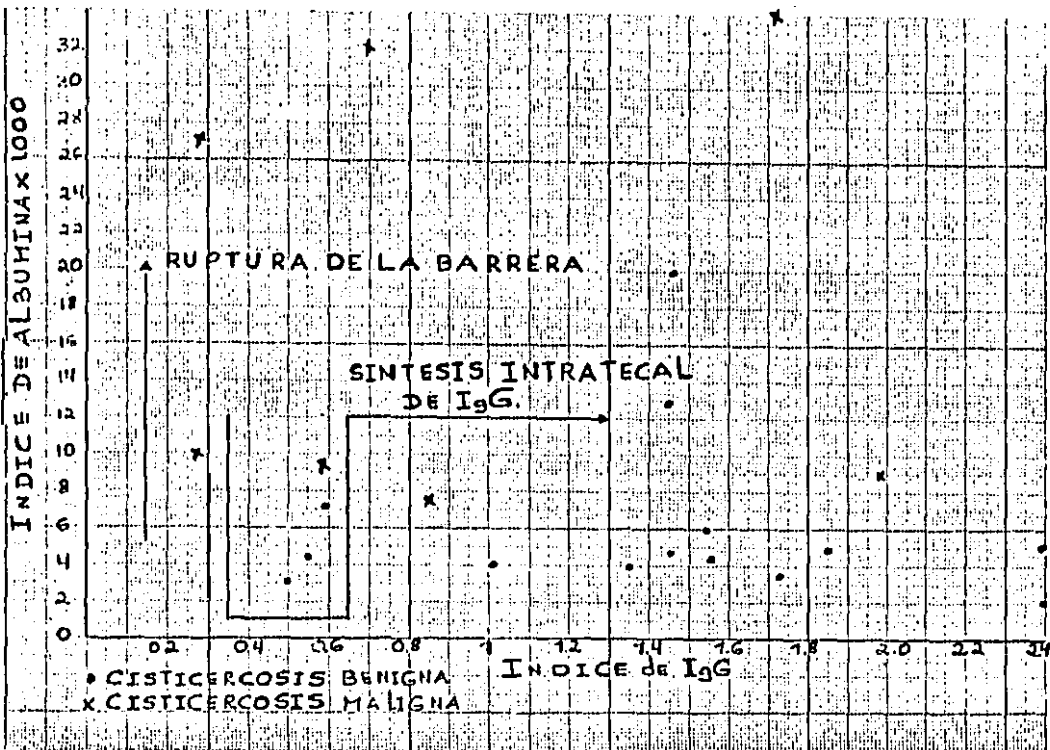 INDICE DE ALBUMINA X 1000
32
30
28
26
24
22
20
18
16
14
12
10
8
6
4
2
0
RUPTURA DE LA BARRERA
SINTESIS INTRATECAL
DE IgG.
0.2 0.4 0.6 0.8 1 1.2 1.4 1.6 1.8 2.0 2.2 2.4
INDICE de IgG
• CISTICERCOSIS BENIGNA
x CISTICERCOSIS MALIGNA